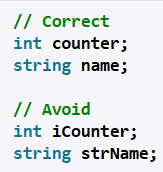 // Correct
int counter;
string name;
// Avoid
int iCounter;
string strName;